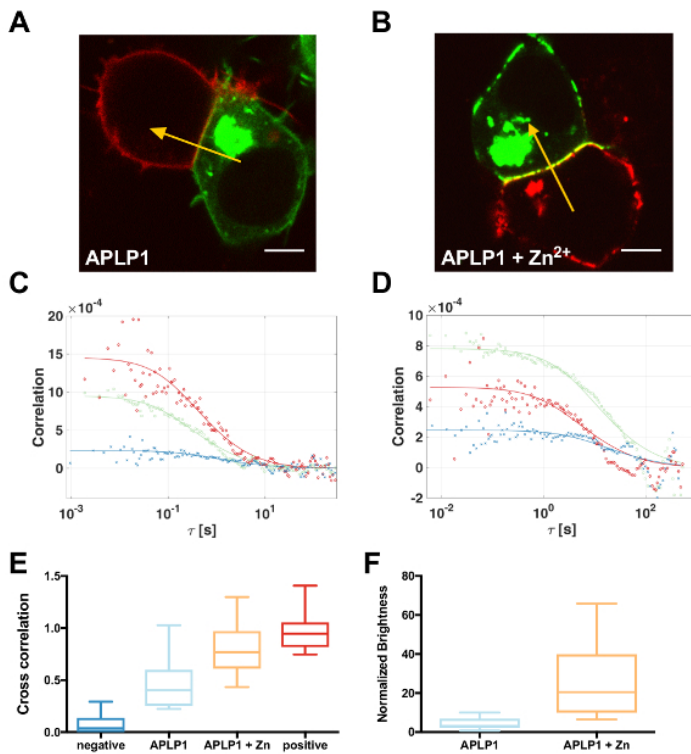 A
B
APLP1
APLP1 + Zn²⁺
C
D
×10⁻⁴
20
15
10
5
0
Correlation
10⁻³
10⁻¹
10¹
τ [s]
×10⁻⁴
10
8
6
4
2
0
-2
Correlation
10⁻²
10⁰
10²
τ [s]
E
F
Cross correlation
1.5
1.0
0.5
0.0
negative
APLP1
APLP1 + Zn
positive
Normalized Brightness
80
60
40
20
0
APLP1
APLP1 + Zn